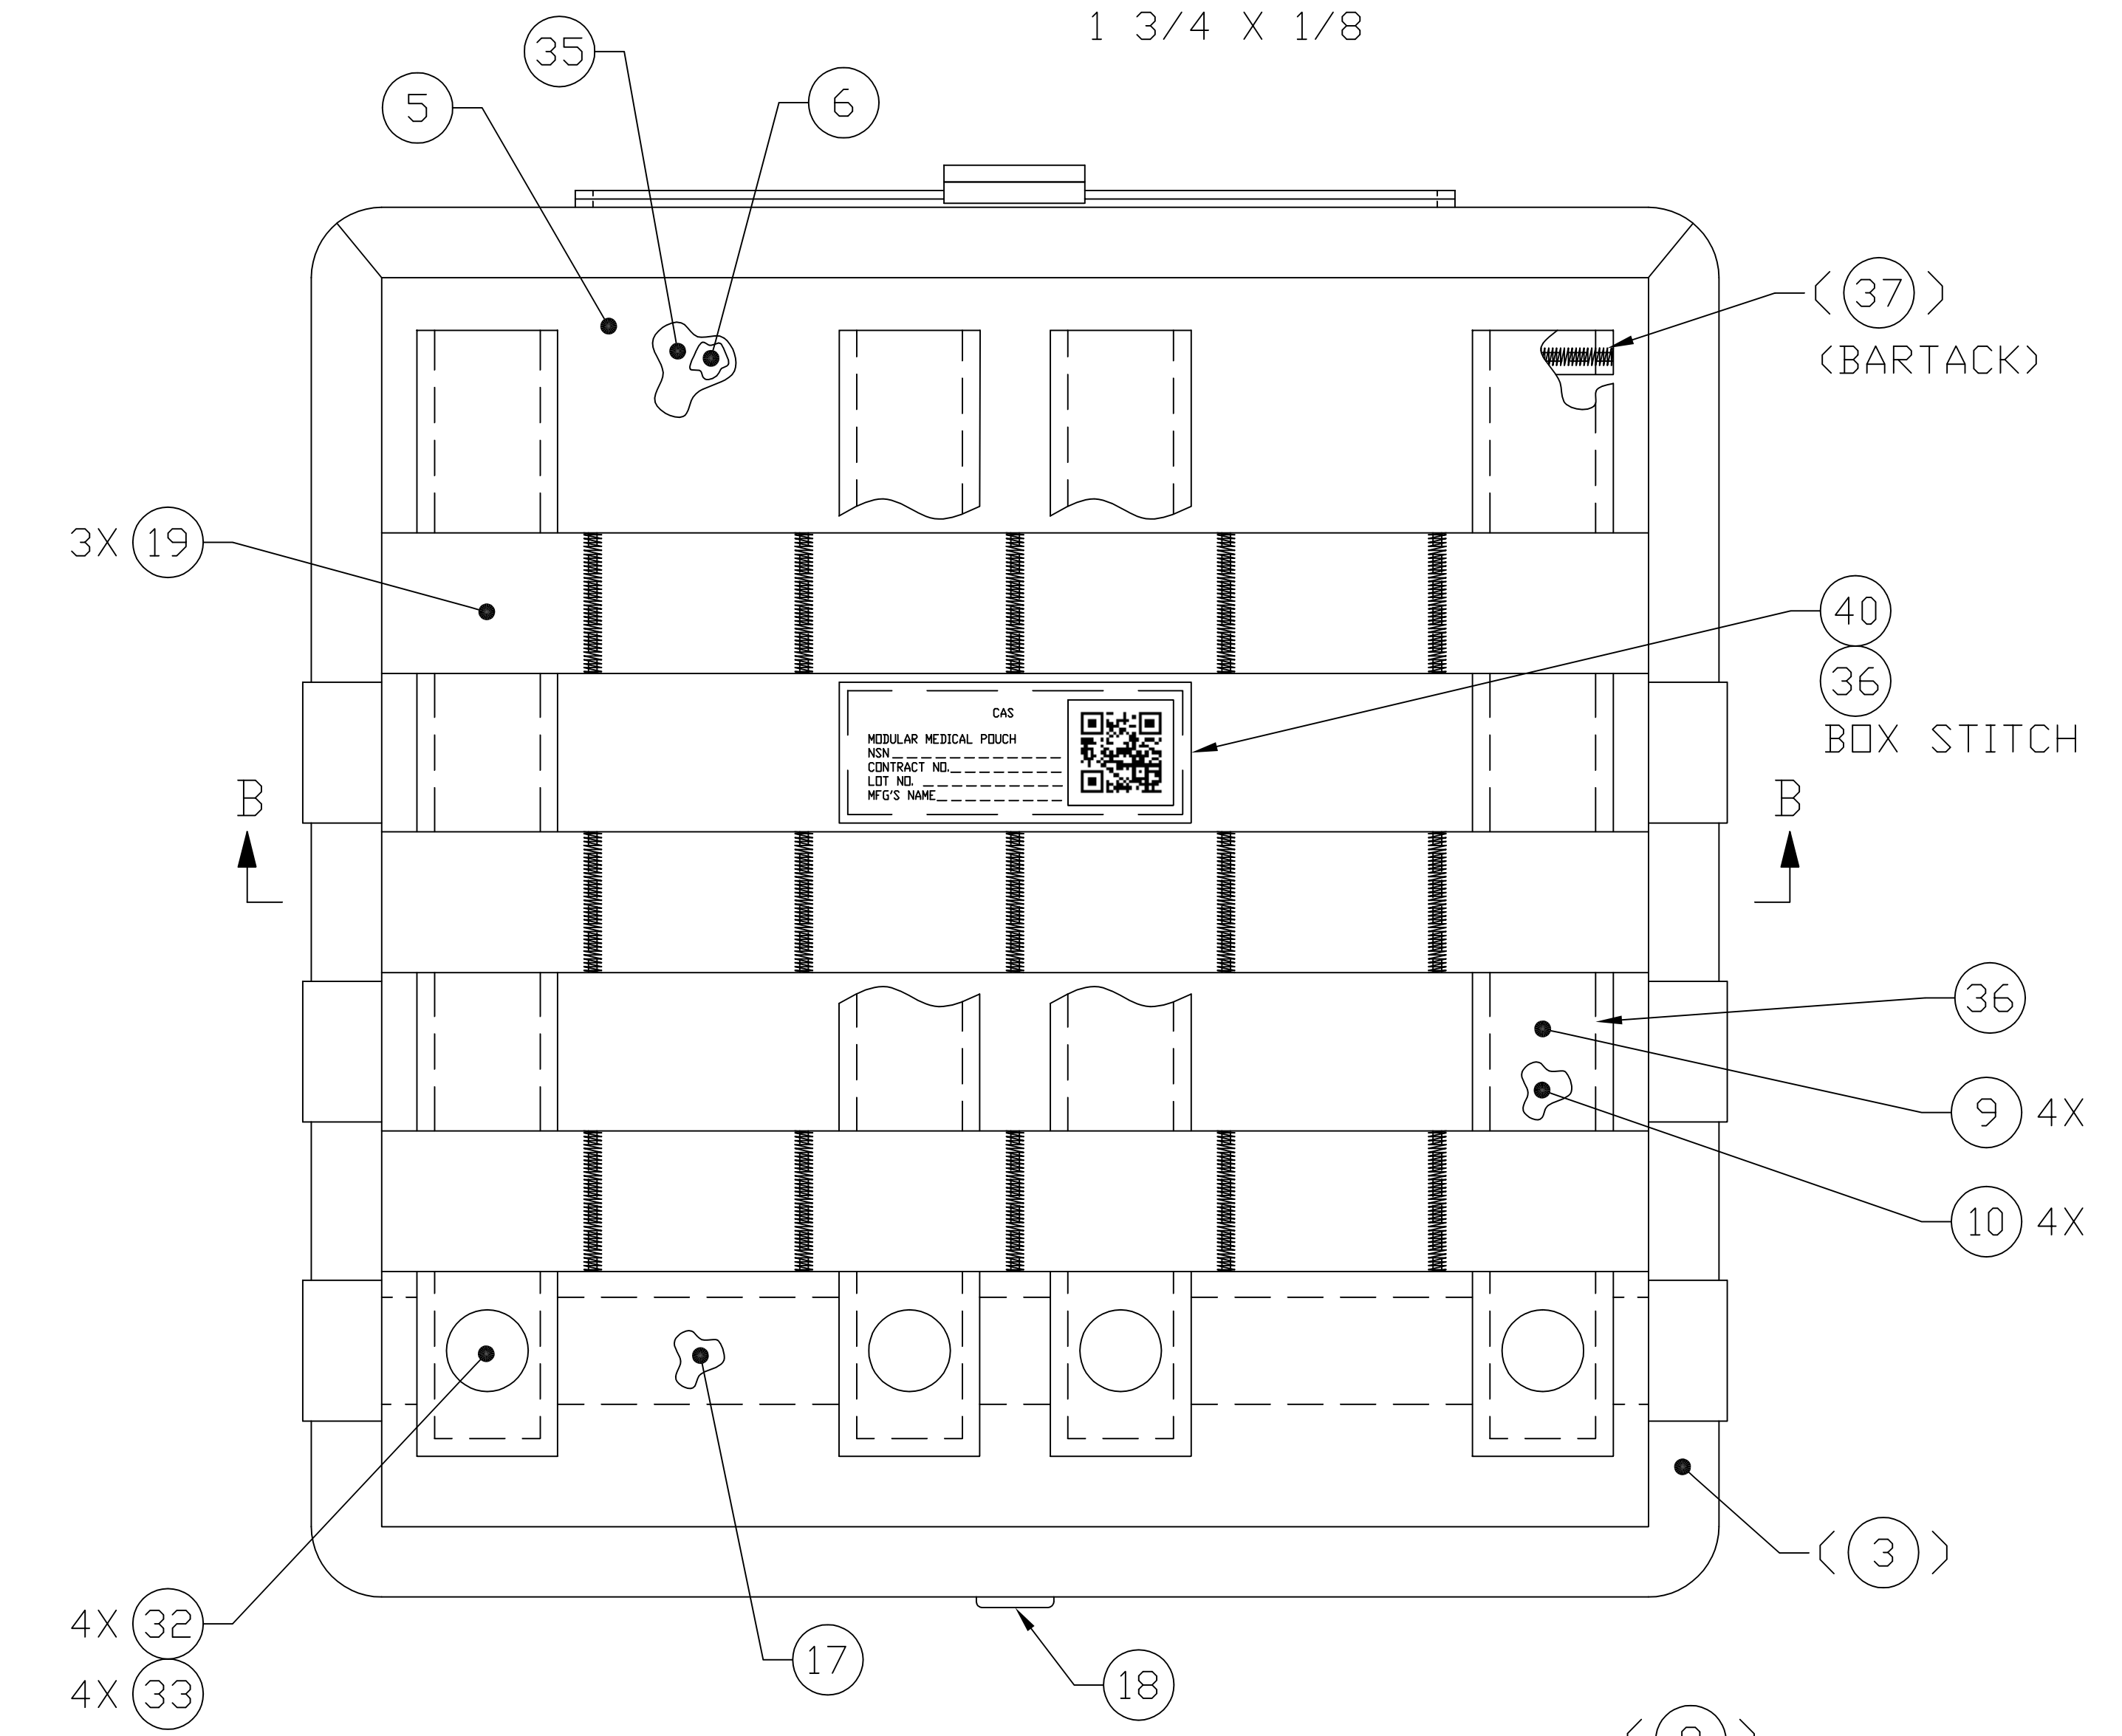 1 3/4 X 1/8
35
5
6
(37)
(BARTACK)
3X 19
40
36
BOX STITCH
CAS
MODULAR MEDICAL POUCH
NSN
CONTRACT NO.
LOT NO.
MFG'S NAME
B
B
36
9 4X
10 4X
(3)
4X 32
4X 33
17
18